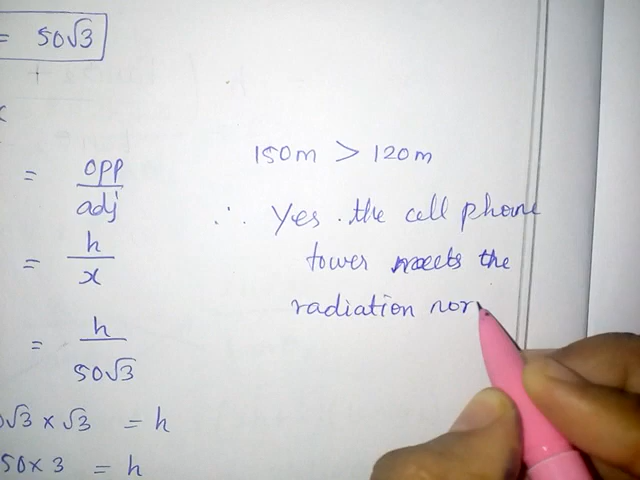 = 50√3
= opp/adj
= h/x
= h/50√3
√3 × √3 = h
50 × 3 = h
150m > 120m
∴ Yes. the cell phone
tower meets the
radiation nor